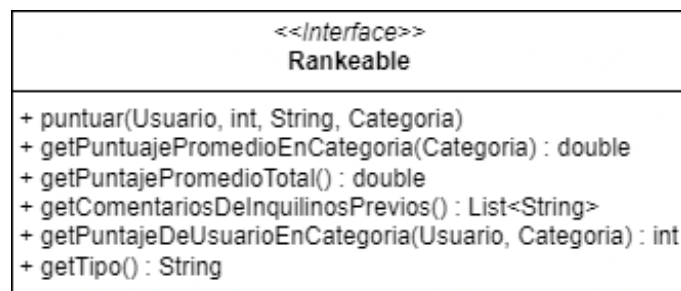 <<Interface>>
Rankeable
+ puntuar(Usuario, int, String, Categoria)
+ getPuntuajePromedioEnCategoria(Categoria) : double
+ getPuntajePromedioTotal() : double
+ getComentariosDeInquilinosPrevios() : List<String>
+ getPuntajeDeUsuarioEnCategoria(Usuario, Categoria) : int
+ getTipo() : String